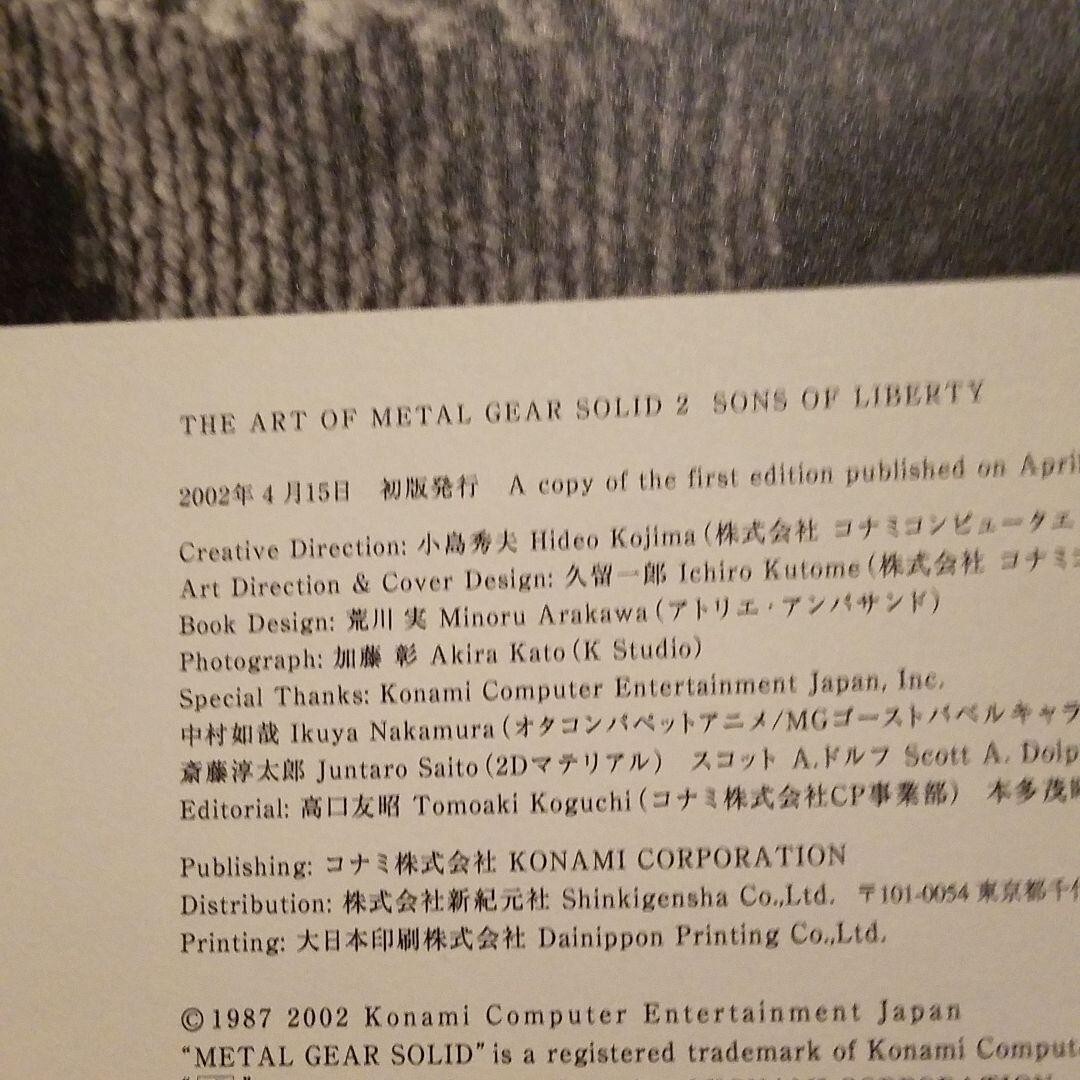 THE ART OF METAL GEAR SOLID 2 SONS OF LIBERTY
2002年4月15日 初版発行 A copy of the first edition published on April
Creative Direction: 小島秀夫 Hideo Kojima(株式会社 コナミコンピュータエ
Art Direction & Cover Design: 久留一郎 Ichiro Kutome(株式会社 コナミコ
Book Design: 荒川 実 Minoru Arakawa(アトリエ・アンパサンド)
Photograph: 加藤 彰 Akira Kato(K Studio)
Special Thanks: Konami Computer Entertainment Japan, Inc.
中村如哉 Ikuya Nakamura(オタコンパペットアニメ/MGゴーストバベルキャラ
斎藤淳太郎 Juntaro Saito(2Dマテリアル) スコット A.ドルフ Scott A. Dolp
Editorial: 高口友昭 Tomoaki Koguchi(コナミ株式会社CP事業部) 本多茂
Publishing: コナミ株式会社 KONAMI CORPORATION
Distribution: 株式会社新紀元社 Shinkigensha Co.,Ltd. 〒101-0054 東京都千代
Printing: 大日本印刷株式会社 Dainippon Printing Co.,Ltd.
©1987 2002 Konami Computer Entertainment Japan
"METAL GEAR SOLID" is a registered trademark of Konami Compute